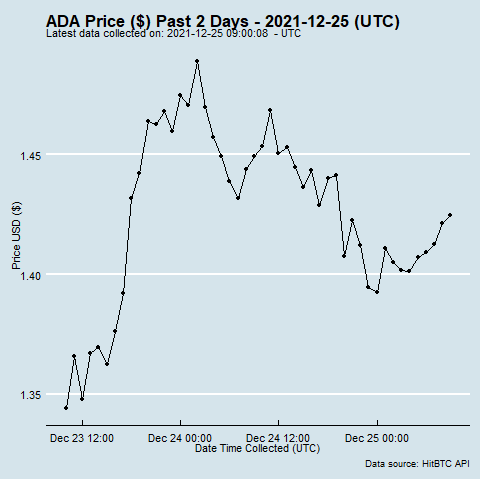 ADA Price ($) Past 2 Days - 2021-12-25 (UTC)
Latest data collected on: 2021-12-25 09:00:08  - UTC
1.45
1.40
1.35
Price USD ($)
Dec 23 12:00
Dec 24 00:00
Dec 24 12:00
Dec 25 00:00
Date Time Collected (UTC)
Data source: HitBTC API